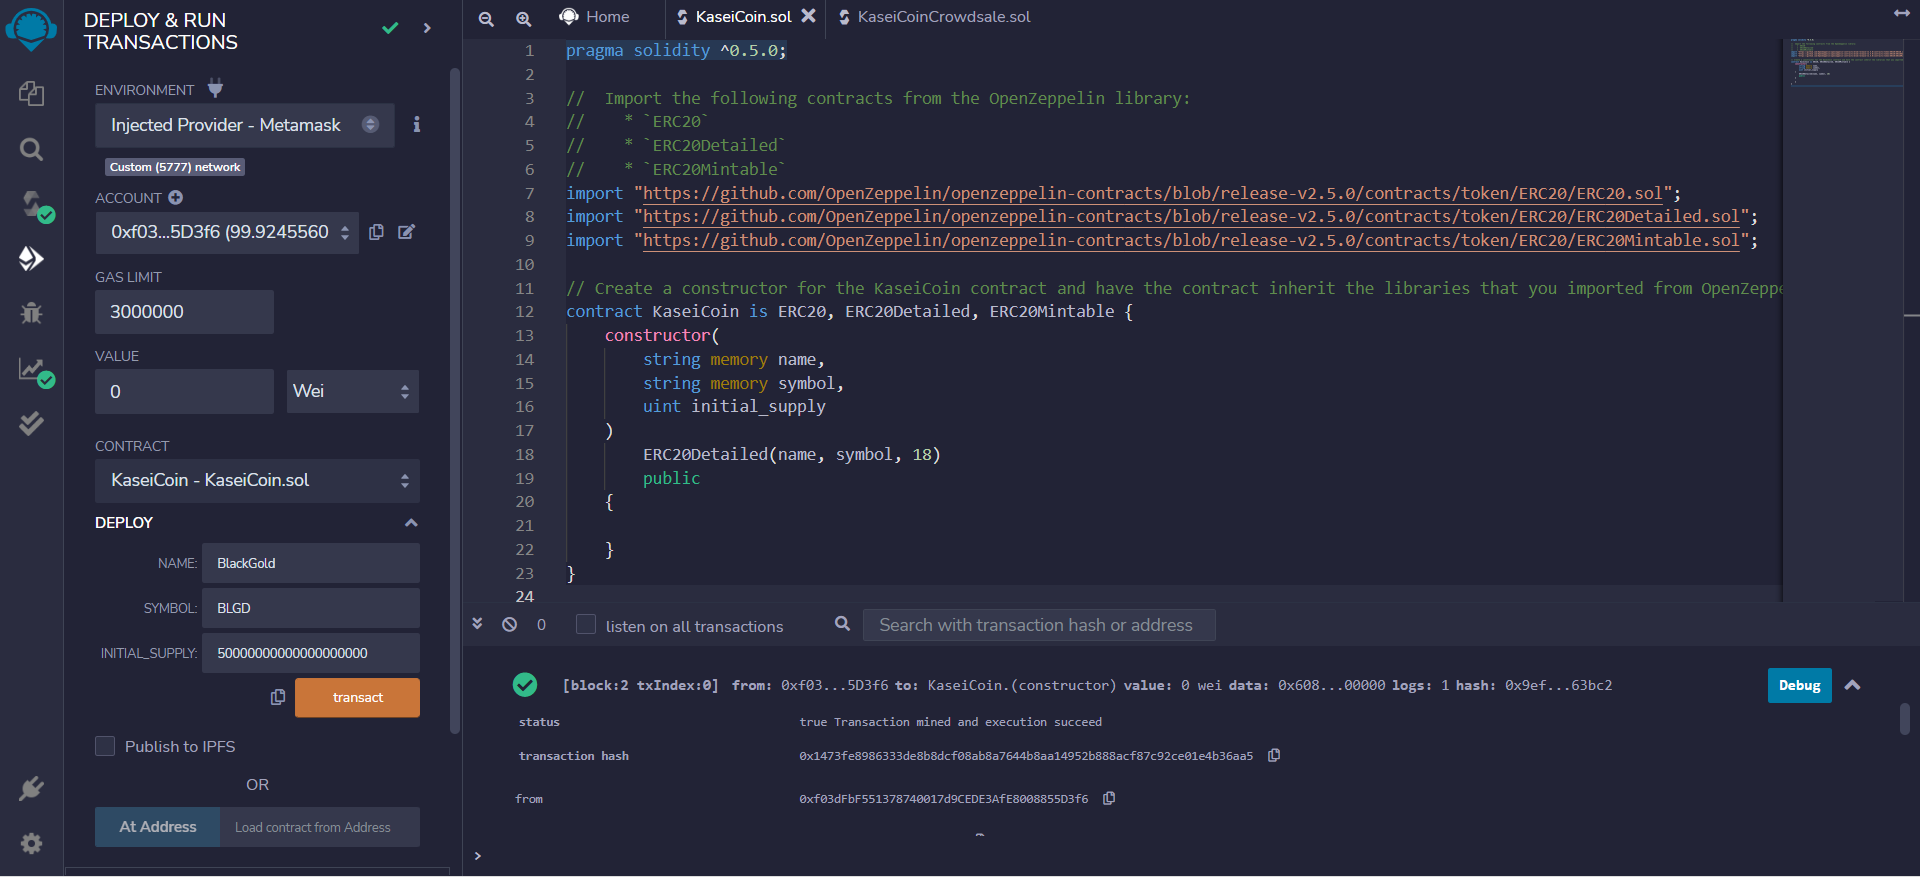 DEPLOY & RUN
TRANSACTIONS
ENVIRONMENT
Injected Provider - Metamask
Custom (5777) network
ACCOUNT
0xf03...5D3f6 (99.9245560
GAS LIMIT
3000000
VALUE
0
Wei
CONTRACT
KaseiCoin - KaseiCoin.sol
DEPLOY
NAME: BlackGold
SYMBOL: BLGD
INITIAL_SUPPLY: 50000000000000000000
transact
Publish to IPFS
OR
At Address
Load contract from Address
Home
KaseiCoin.sol
KaseiCoinCrowdsale.sol
1 pragma solidity ^0.5.0;
2
3 //  Import the following contracts from the OpenZeppelin library:
4 //    * `ERC20`
5 //    * `ERC20Detailed`
6 //    * `ERC20Mintable`
7 import "https://github.com/OpenZeppelin/openzeppelin-contracts/blob/release-v2.5.0/contracts/token/ERC20/ERC20.sol";
8 import "https://github.com/OpenZeppelin/openzeppelin-contracts/blob/release-v2.5.0/contracts/token/ERC20/ERC20Detailed.sol";
9 import "https://github.com/OpenZeppelin/openzeppelin-contracts/blob/release-v2.5.0/contracts/token/ERC20/ERC20Mintable.sol";
10
11 // Create a constructor for the KaseiCoin contract and have the contract inherit the libraries that you imported from OpenZeppe
12 contract KaseiCoin is ERC20, ERC20Detailed, ERC20Mintable {
13     constructor(
14         string memory name,
15         string memory symbol,
16         uint initial_supply
17     )
18         ERC20Detailed(name, symbol, 18)
19         public
20     {
21
22     }
23 }
24
0
listen on all transactions
Search with transaction hash or address
[block:2 txIndex:0] from: 0xf03...5D3f6 to: KaseiCoin.(constructor) value: 0 wei data: 0x608...00000 logs: 1 hash: 0x9ef...63bc2
Debug
status true Transaction mined and execution succeed
transaction hash 0x1473fe8986333de8b8dcf08ab8a7644b8aa14952b888acf87c92ce01e4b36aa5
from 0xf03dFbF551378740017d9CEDE3AfE8008855D3f6
>